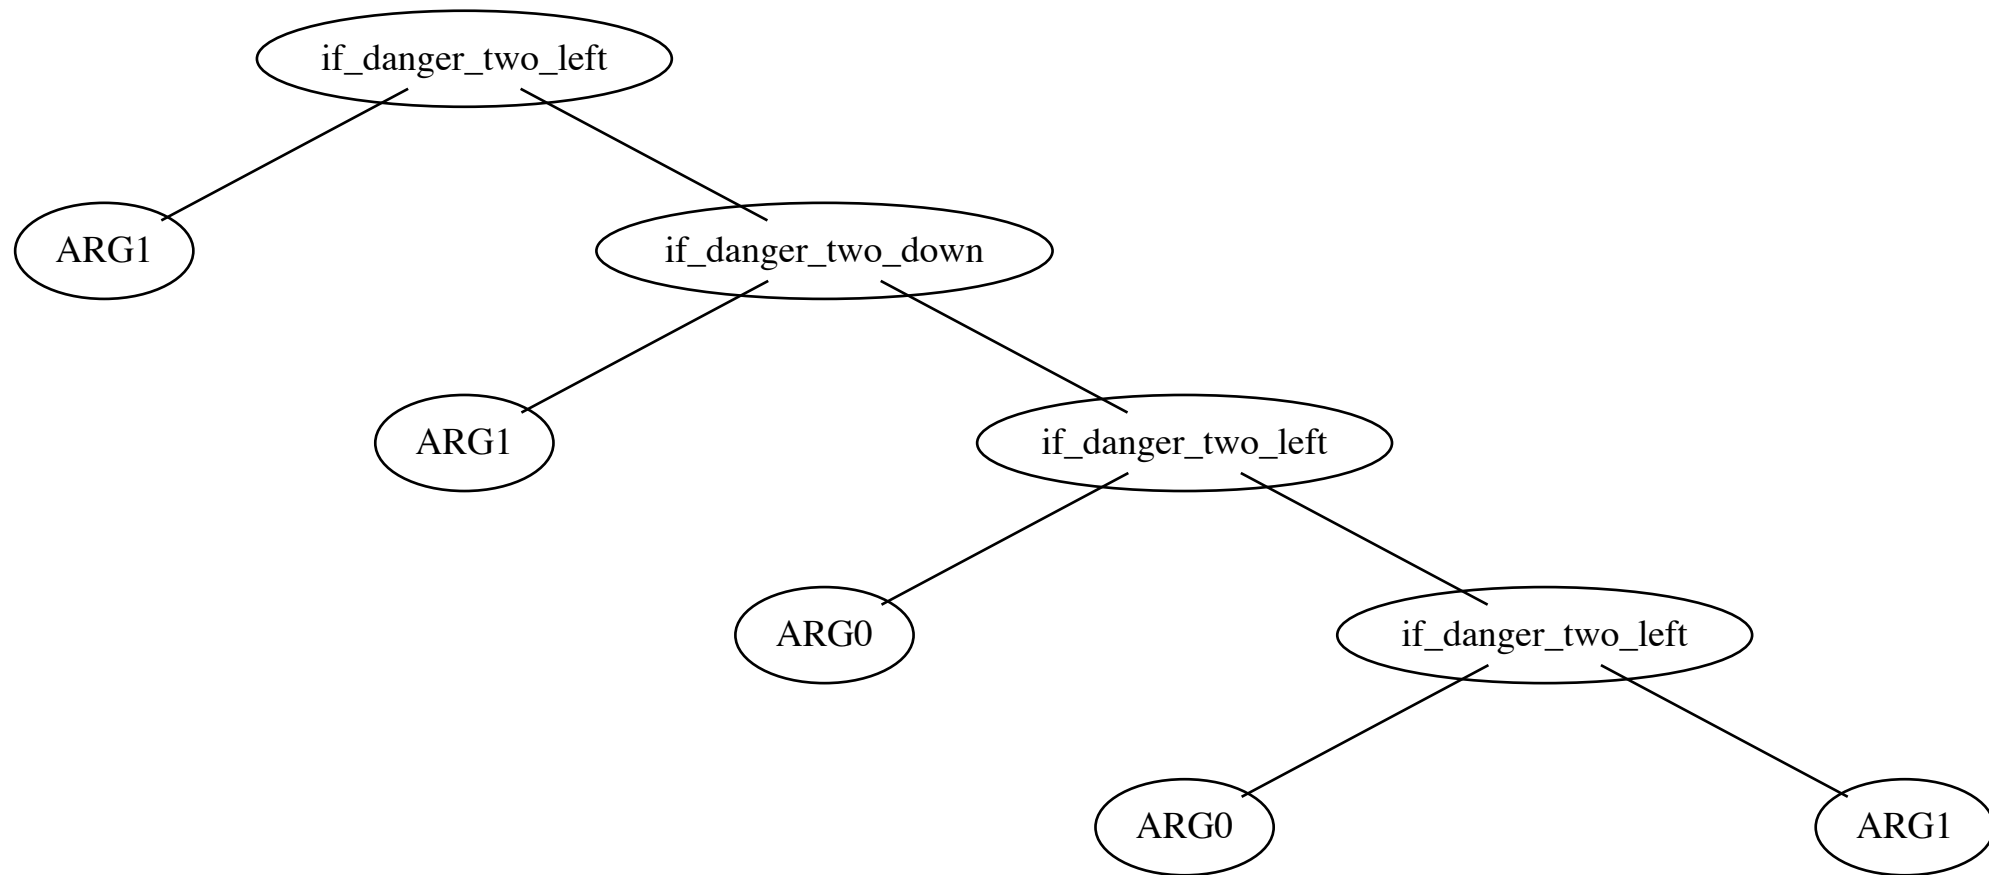 if_danger_two_left
ARG1
if_danger_two_down
ARG1
if_danger_two_left
ARG0
if_danger_two_left
ARG0
ARG1